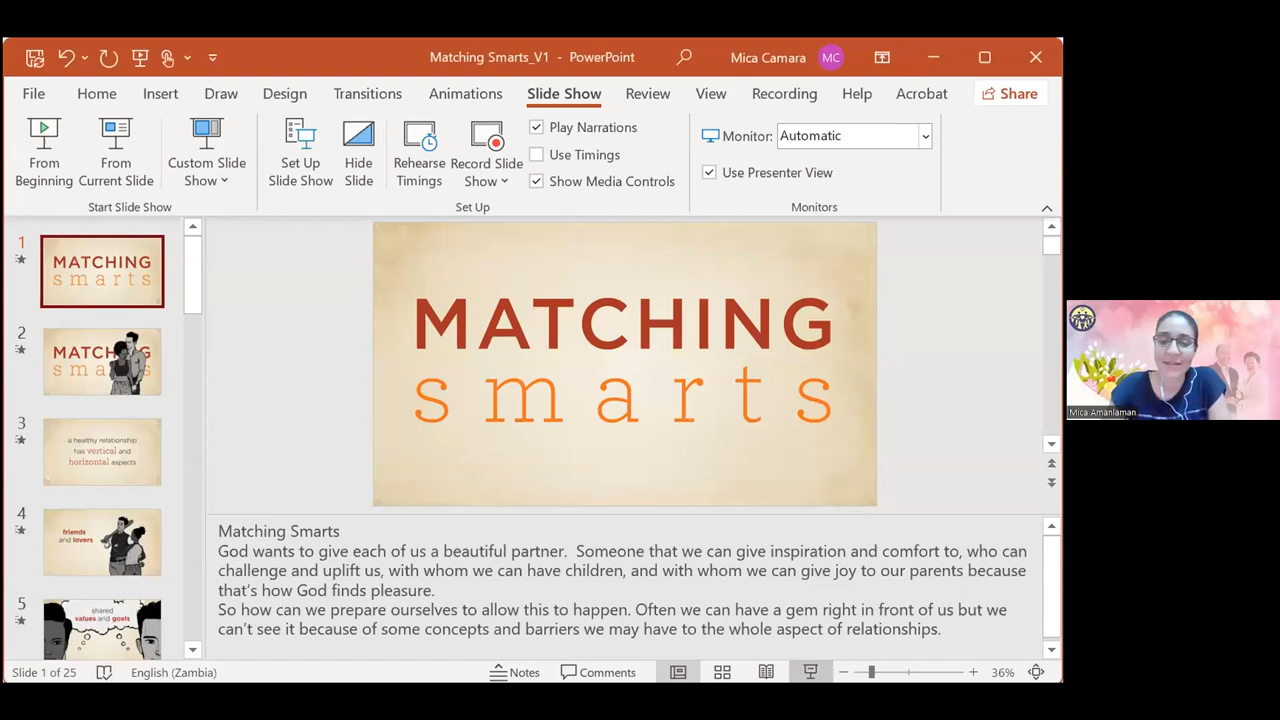 Matching Smarts_V1 - PowerPoint
Mica Camara
MC
File Home Insert Draw Design Transitions Animations Slide Show Review View Recording Help Acrobat Share
From Beginning
From Current Slide
Custom Slide Show
Start Slide Show
Set Up Slide Show
Hide Slide
Rehearse Timings
Record Slide Show
Play Narrations
Use Timings
Show Media Controls
Set Up
Monitor: Automatic
Use Presenter View
Monitors
1
MATCHING
smarts
2
MATCHING
smarts
3
a healthy relationship
has vertical and
horizontal aspects
4
friends
and lovers
5
shared
values and goals
MATCHING
smarts
Matching Smarts
God wants to give each of us a beautiful partner.  Someone that we can give inspiration and comfort to, who can
challenge and uplift us, with whom we can have children, and with whom we can give joy to our parents because
that's how God finds pleasure.
So how can we prepare ourselves to allow this to happen. Often we can have a gem right in front of us but we
can't see it because of some concepts and barriers we may have to the whole aspect of relationships.
Slide 1 of 25
English (Zambia)
Notes
Comments
36%
Mica Amanlaman